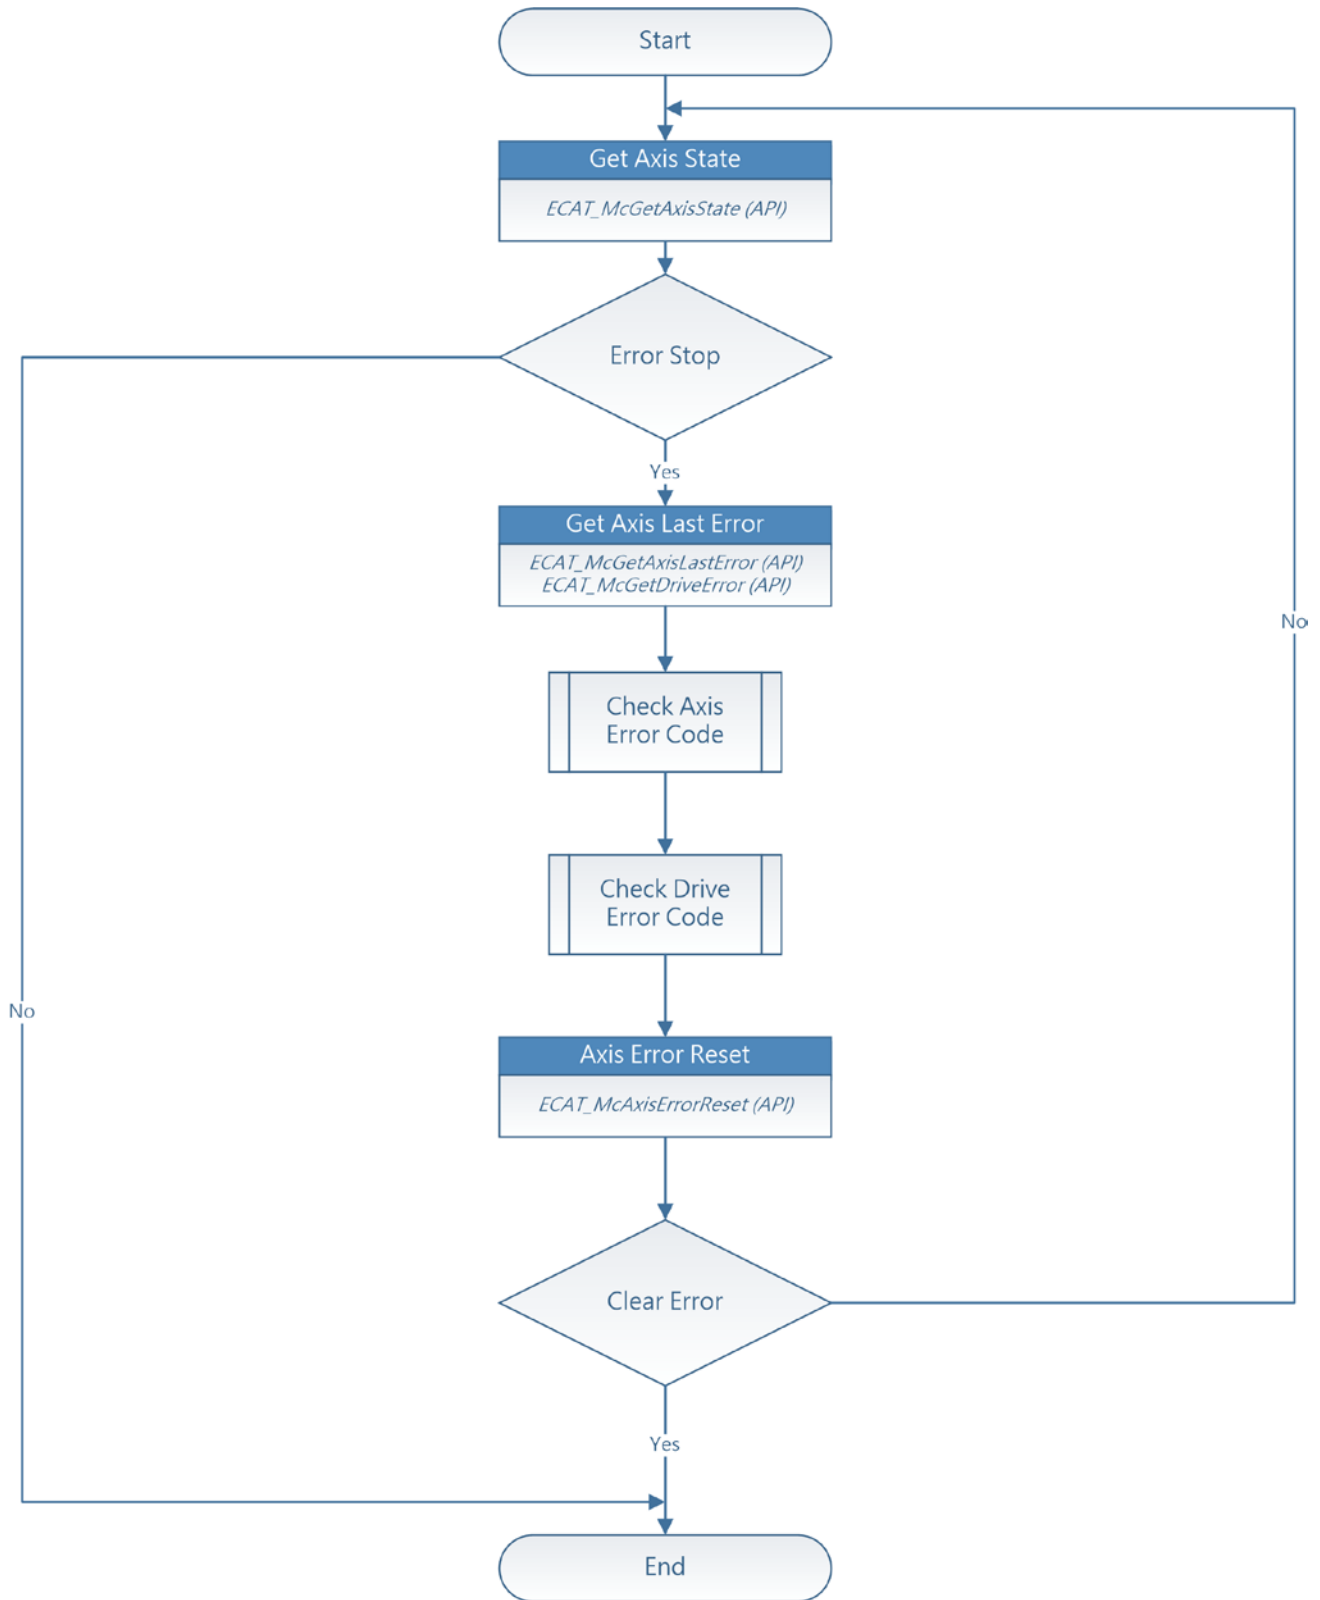 Start
Get Axis State
ECAT_McGetAxisState (API)
Error Stop
Yes
Get Axis Last Error
ECAT_McGetAxisLastError (API)
ECAT_McGetDriveError (API)
No
Check Axis
Error Code
Check Drive
Error Code
No
Axis Error Reset
ECAT_McAxisErrorReset (API)
Clear Error
Yes
End